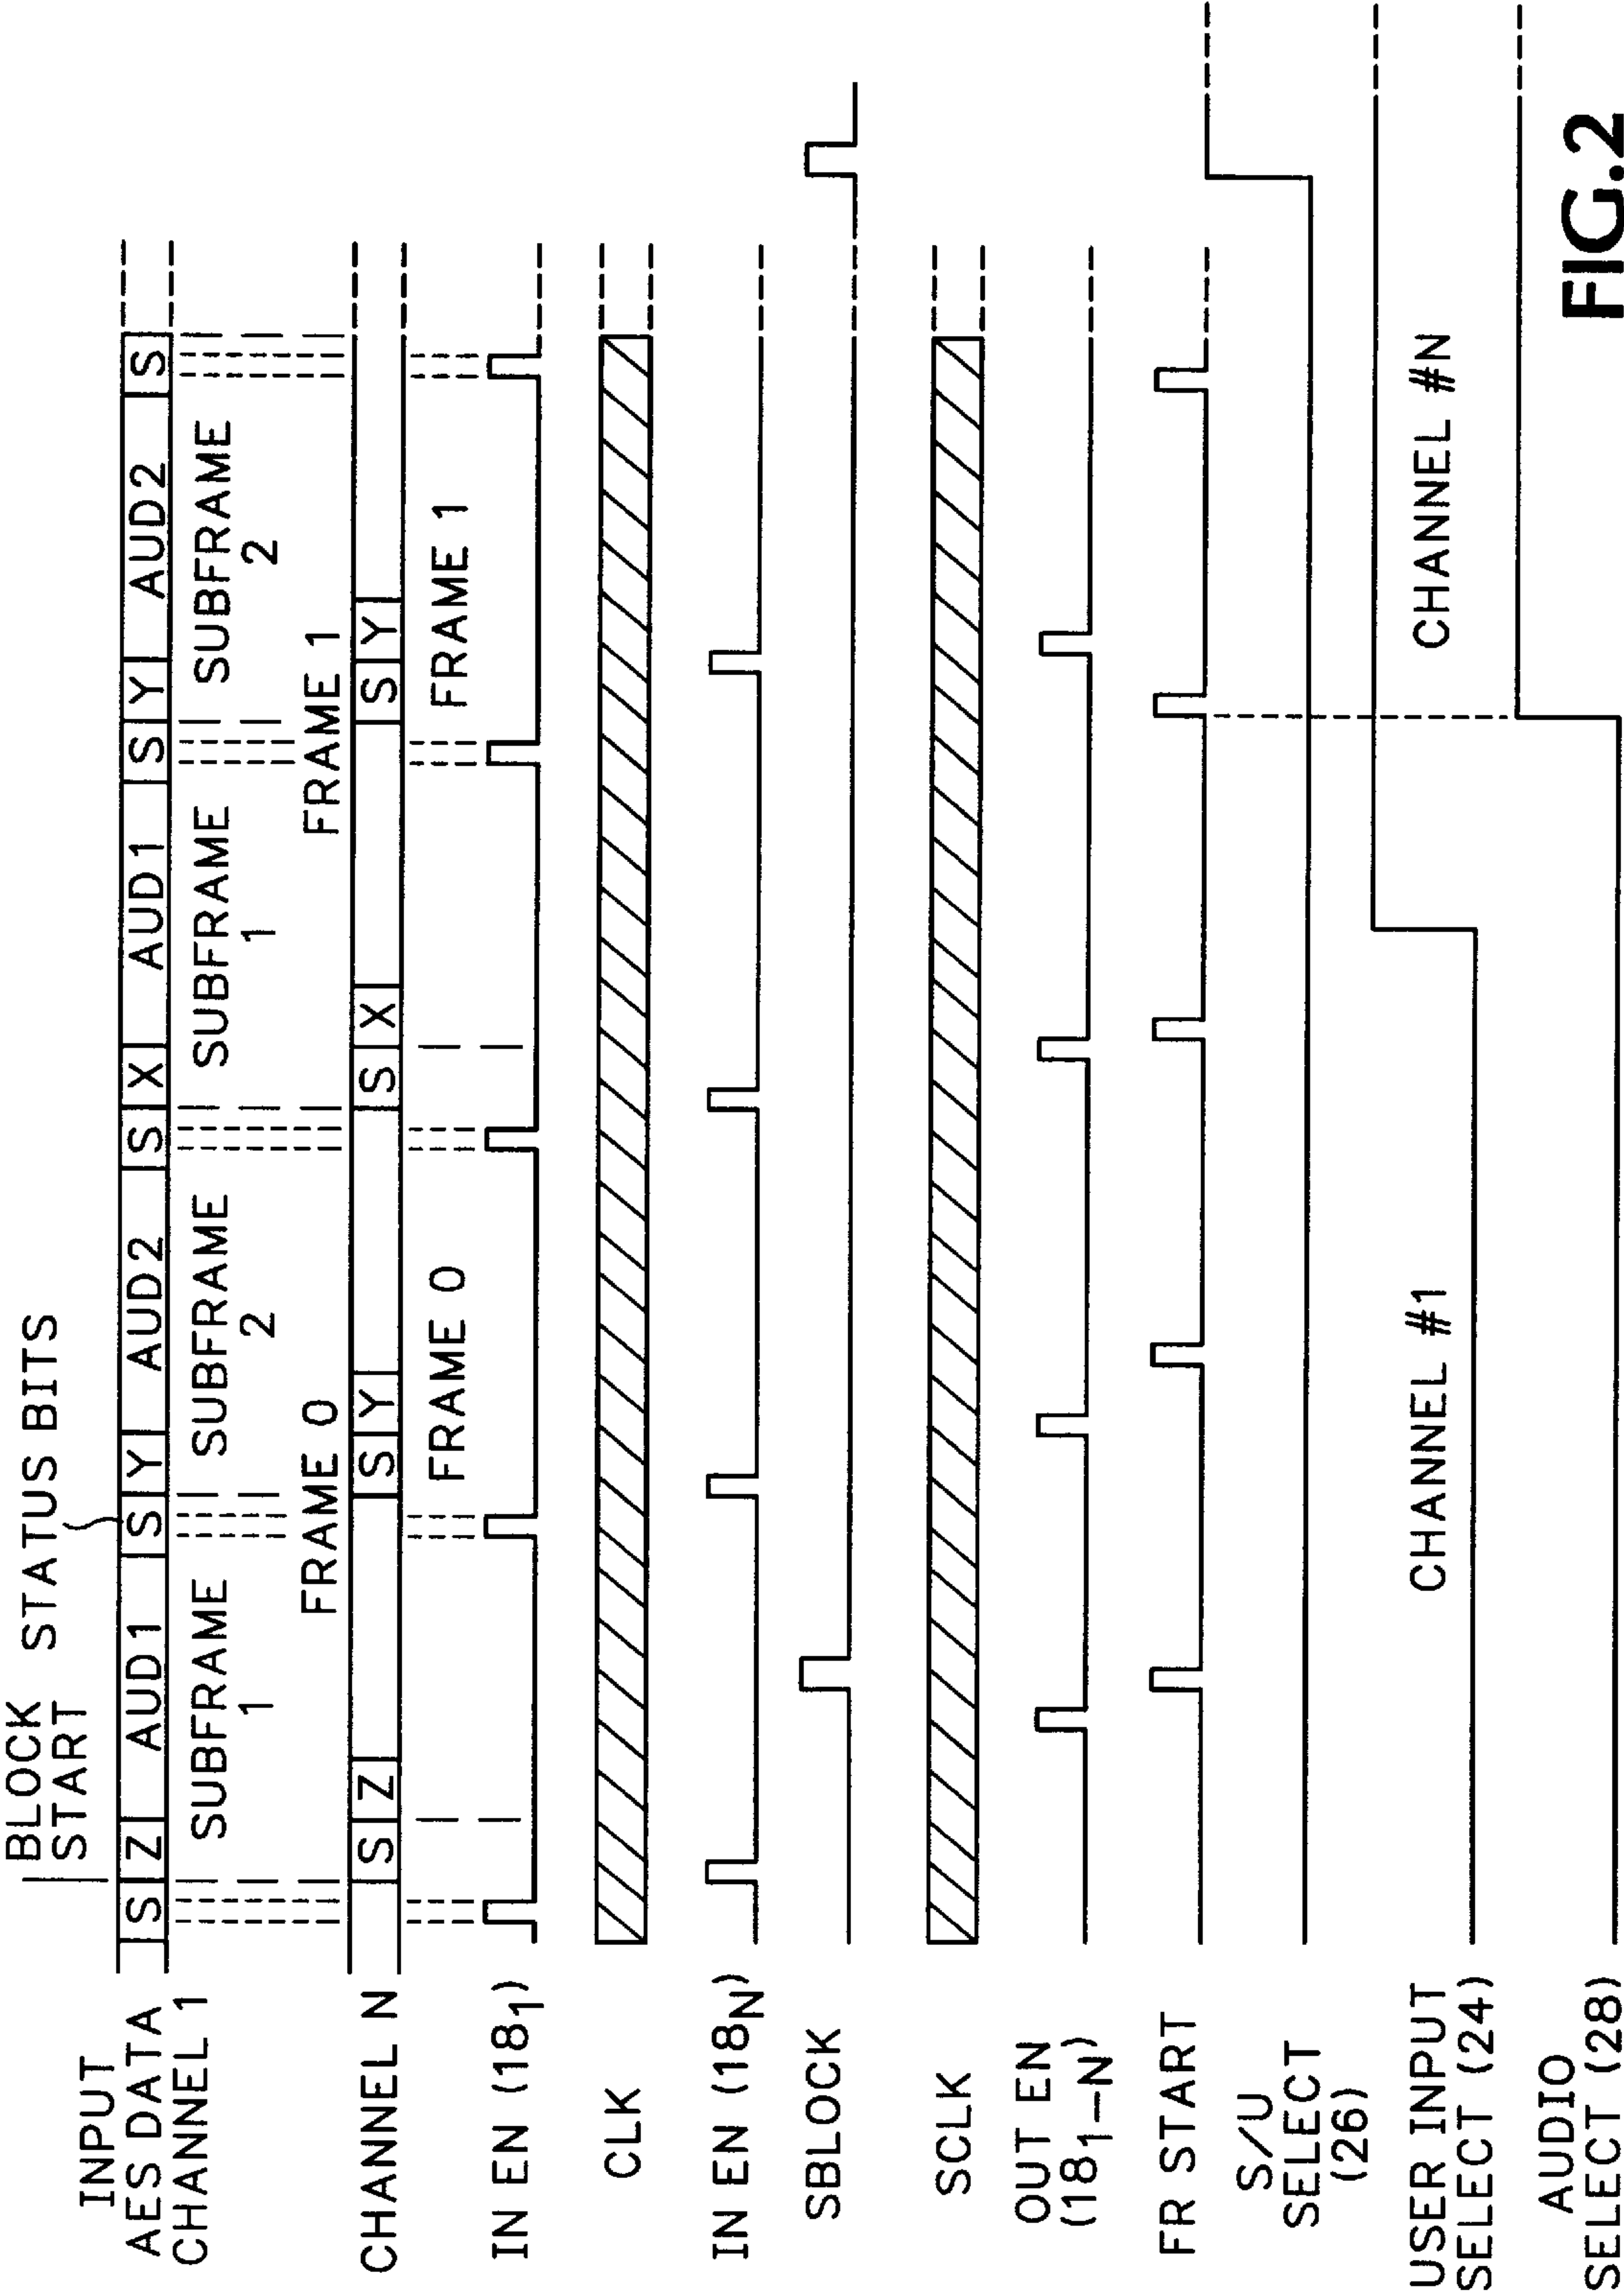 BLOCK
START
STATUS BITS
INPUT
AES DATA
CHANNEL 1
S Z AUD1 S Y AUD2 S X AUD1 S Y AUD2 S
SUBFRAME
1
SUBFRAME
2
SUBFRAME
1
SUBFRAME
2
FRAME 0
FRAME 1
CHANNEL N
S Z S Y S X S Y
FRAME 0
FRAME 1
IN EN (18₁)
CLK
IN EN (18N)
SBLOCK
SCLK
OUT EN
(18₁₋N)
FR START
S/U
SELECT
(26)
USER INPUT
SELECT (24)
CHANNEL #1
CHANNEL #N
AUDIO
SELECT (28)
FIG.2